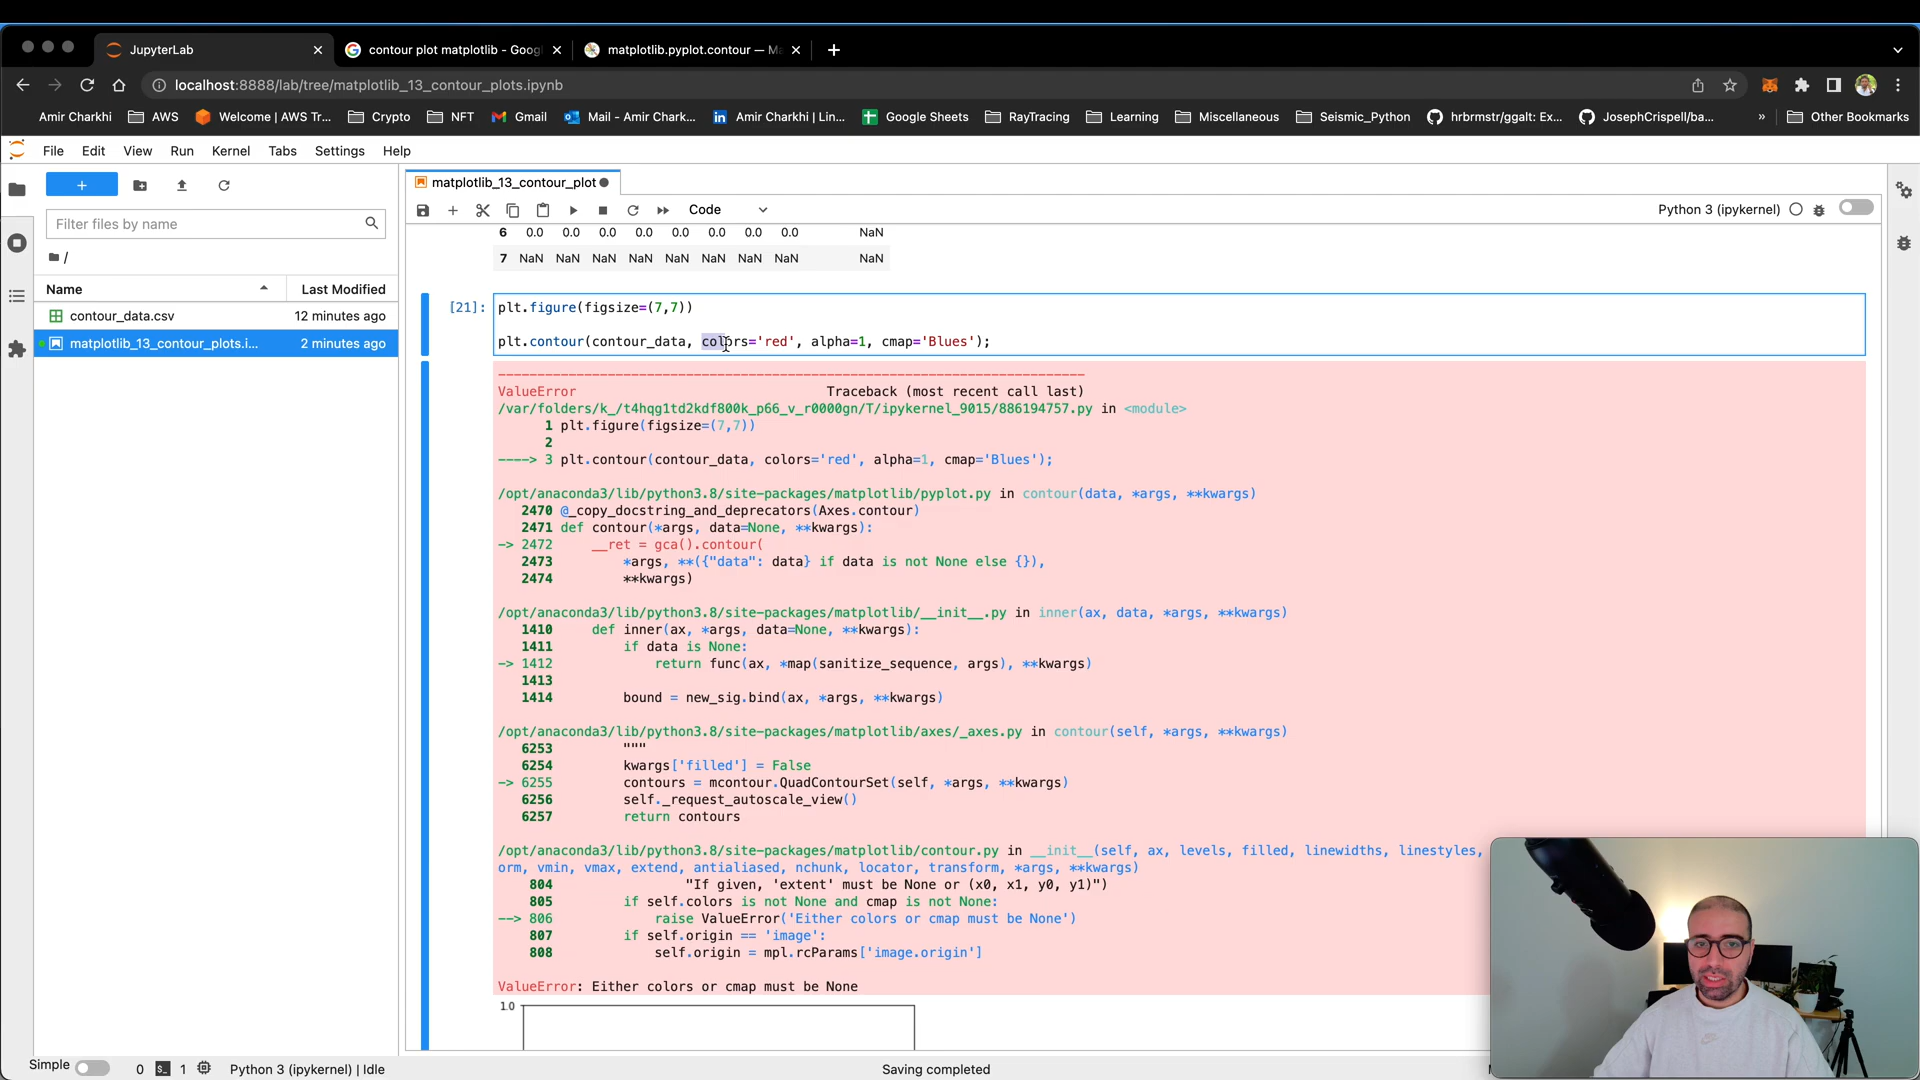 JupyterLab
contour plot matplotlib - Goog
matplotlib.pyplot.contour — Ma
localhost:8888/lab/tree/matplotlib_13_contour_plots.ipynb
Amir Charkhi
AWS
Welcome | AWS Tr...
Crypto
NFT
Gmail
Mail - Amir Chark...
Amir Charkhi | Lin...
Google Sheets
RayTracing
Learning
Miscellaneous
Seismic_Python
hrbrmstr/ggalt: Ex...
JosephCrispell/ba...
»
Other Bookmarks
File Edit View Run Kernel Tabs Settings Help
matplotlib_13_contour_plot
Code
Python 3 (ipykernel)
Filter files by name
/
Name Last Modified
contour_data.csv 12 minutes ago
matplotlib_13_contour_plots.i... 2 minutes ago
6 0.0 0.0 0.0 0.0 0.0 0.0 0.0 0.0 NaN
7 NaN NaN NaN NaN NaN NaN NaN NaN NaN
[21]: plt.figure(figsize=(7,7))
plt.contour(contour_data, colors='red', alpha=1, cmap='Blues');
---------------------------------------------------------------------------
ValueError Traceback (most recent call last)
/var/folders/k_/t4hqg1td2kdf800k_p66_v_r0000gn/T/ipykernel_9015/886194757.py in <module>
1 plt.figure(figsize=(7,7))
2
----> 3 plt.contour(contour_data, colors='red', alpha=1, cmap='Blues');
/opt/anaconda3/lib/python3.8/site-packages/matplotlib/pyplot.py in contour(data, *args, **kwargs)
2470 @_copy_docstring_and_deprecators(Axes.contour)
2471 def contour(*args, data=None, **kwargs):
-> 2472 __ret = gca().contour(
2473 *args, **({"data": data} if data is not None else {}),
2474 **kwargs)
/opt/anaconda3/lib/python3.8/site-packages/matplotlib/__init__.py in inner(ax, data, *args, **kwargs)
1410 def inner(ax, *args, data=None, **kwargs):
1411 if data is None:
-> 1412 return func(ax, *map(sanitize_sequence, args), **kwargs)
1413
1414 bound = new_sig.bind(ax, *args, **kwargs)
/opt/anaconda3/lib/python3.8/site-packages/matplotlib/axes/_axes.py in contour(self, *args, **kwargs)
6253 """
6254 kwargs['filled'] = False
-> 6255 contours = mcontour.QuadContourSet(self, *args, **kwargs)
6256 self._request_autoscale_view()
6257 return contours
/opt/anaconda3/lib/python3.8/site-packages/matplotlib/contour.py in __init__(self, ax, levels, filled, linewidths, linestyles,
orm, vmin, vmax, extend, antialiased, nchunk, locator, transform, *args, **kwargs)
804 "If given, 'extent' must be None or (x0, x1, y0, y1)")
805 if self.colors is not None and cmap is not None:
--> 806 raise ValueError('Either colors or cmap must be None')
807 if self.origin == 'image':
808 self.origin = mpl.rcParams['image.origin']
ValueError: Either colors or cmap must be None
1.0
Simple
0
1
Python 3 (ipykernel) | Idle
Saving completed